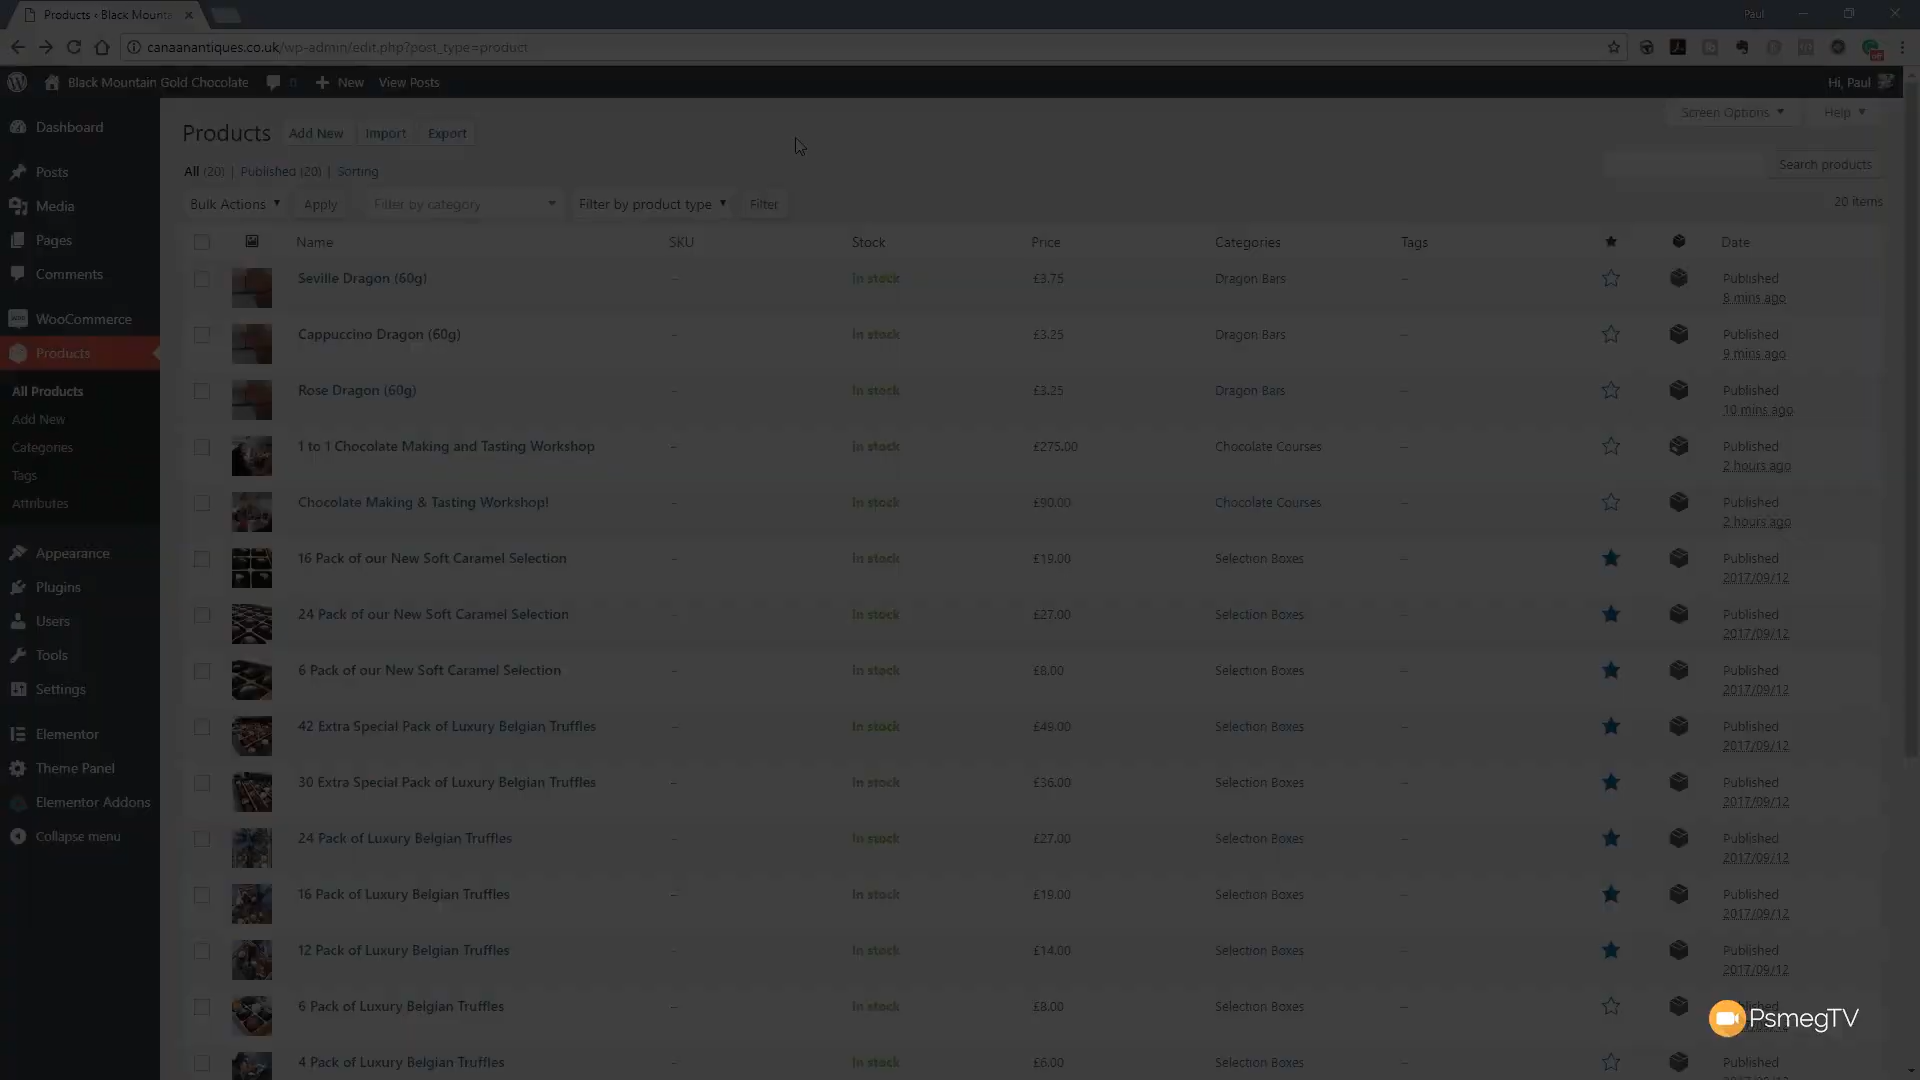 Products ‹ Black Mounta
Paul
canaanantiques.co.uk/wp-admin/edit.php?post_type=product
Black Mountain Gold Chocolate 0 New View Posts
Hi, Paul
Screen Options Help
Dashboard
Posts
Media
Pages
Comments
WooCommerce
Products
All Products
Add New
Categories
Tags
Attributes
Appearance
Plugins
Users
Tools
Settings
Elementor
Theme Panel
Elementor Addons
Collapse menu
Products Add New Import Export
All (20) | Published (20) | Sorting
Search products
Bulk Actions Apply Filter by category Filter by product type Filter
20 items
Name SKU Stock Price Categories Tags Date
Seville Dragon (60g) – In stock £3.75 Dragon Bars – Published
8 mins ago
Cappuccino Dragon (60g) – In stock £3.25 Dragon Bars – Published
9 mins ago
Rose Dragon (60g) – In stock £3.25 Dragon Bars – Published
10 mins ago
1 to 1 Chocolate Making and Tasting Workshop – In stock £275.00 Chocolate Courses – Published
2 hours ago
Chocolate Making & Tasting Workshop! – In stock £90.00 Chocolate Courses – Published
2 hours ago
16 Pack of our New Soft Caramel Selection – In stock £19.00 Selection Boxes – Published
2017/09/12
24 Pack of our New Soft Caramel Selection – In stock £27.00 Selection Boxes – Published
2017/09/12
6 Pack of our New Soft Caramel Selection – In stock £8.00 Selection Boxes – Published
2017/09/12
42 Extra Special Pack of Luxury Belgian Truffles – In stock £49.00 Selection Boxes – Published
2017/09/12
30 Extra Special Pack of Luxury Belgian Truffles – In stock £36.00 Selection Boxes – Published
2017/09/12
24 Pack of Luxury Belgian Truffles – In stock £27.00 Selection Boxes – Published
2017/09/12
16 Pack of Luxury Belgian Truffles – In stock £19.00 Selection Boxes – Published
2017/09/12
12 Pack of Luxury Belgian Truffles – In stock £14.00 Selection Boxes – Published
2017/09/12
6 Pack of Luxury Belgian Truffles – In stock £8.00 Selection Boxes –
PsmegTV
4 Pack of Luxury Belgian Truffles – In stock £6.00 Selection Boxes – Published